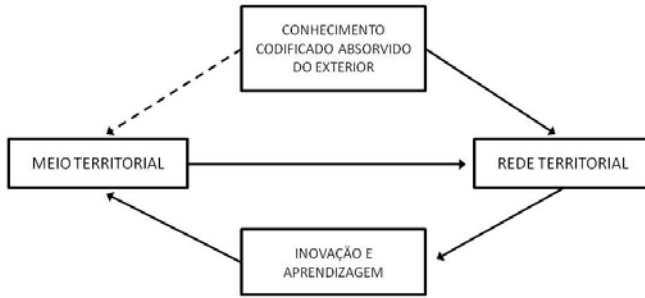 CONHECIMENTO
CODIFICADO ABSORVIDO
DO EXTERIOR
MEIO TERRITORIAL
REDE TERRITORIAL
INOVAÇÃO E
APRENDIZAGEM